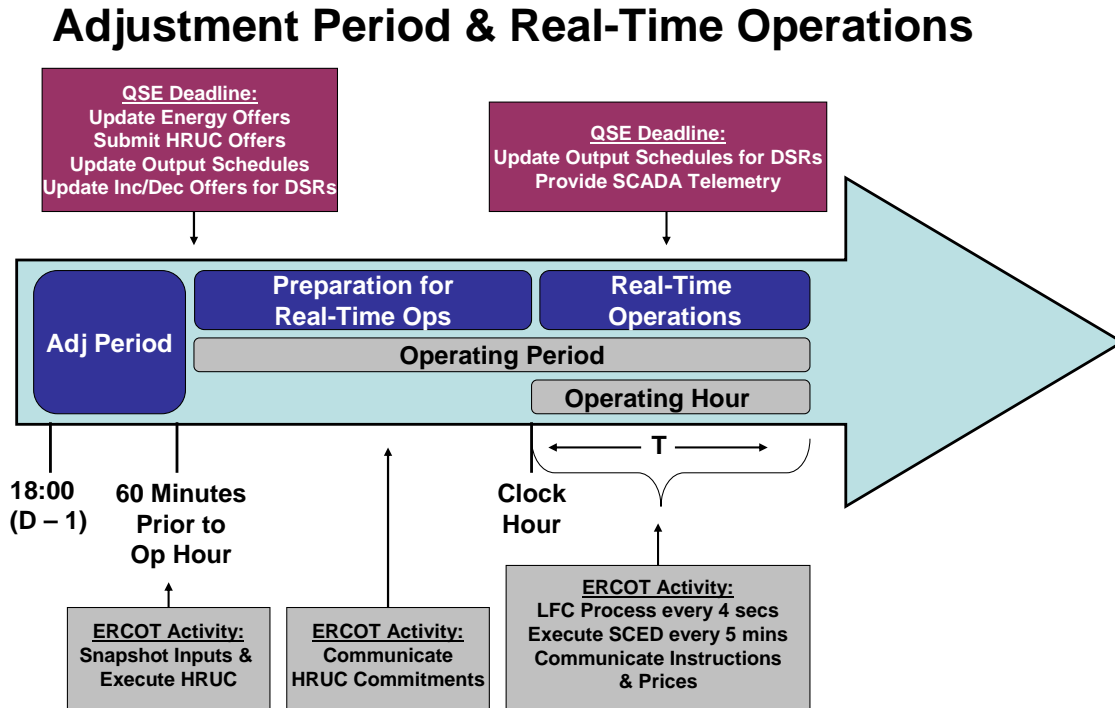 Adjustment Period & Real-Time Operations
QSE Deadline:
Update Energy Offers
Submit HRUC Offers
Update Output Schedules
Update Inc/Dec Offers for DSRs
QSE Deadline:
Update Output Schedules for DSRs
Provide SCADA Telemetry
Adj Period
Preparation for
Real-Time Ops
Real-Time
Operations
Operating Period
Operating Hour
T
18:00
(D – 1)
60 Minutes
Prior to
Op Hour
Clock
Hour
ERCOT Activity:
Snapshot Inputs &
Execute HRUC
ERCOT Activity:
Communicate
HRUC Commitments
ERCOT Activity:
LFC Process every 4 secs
Execute SCED every 5 mins
Communicate Instructions
& Prices